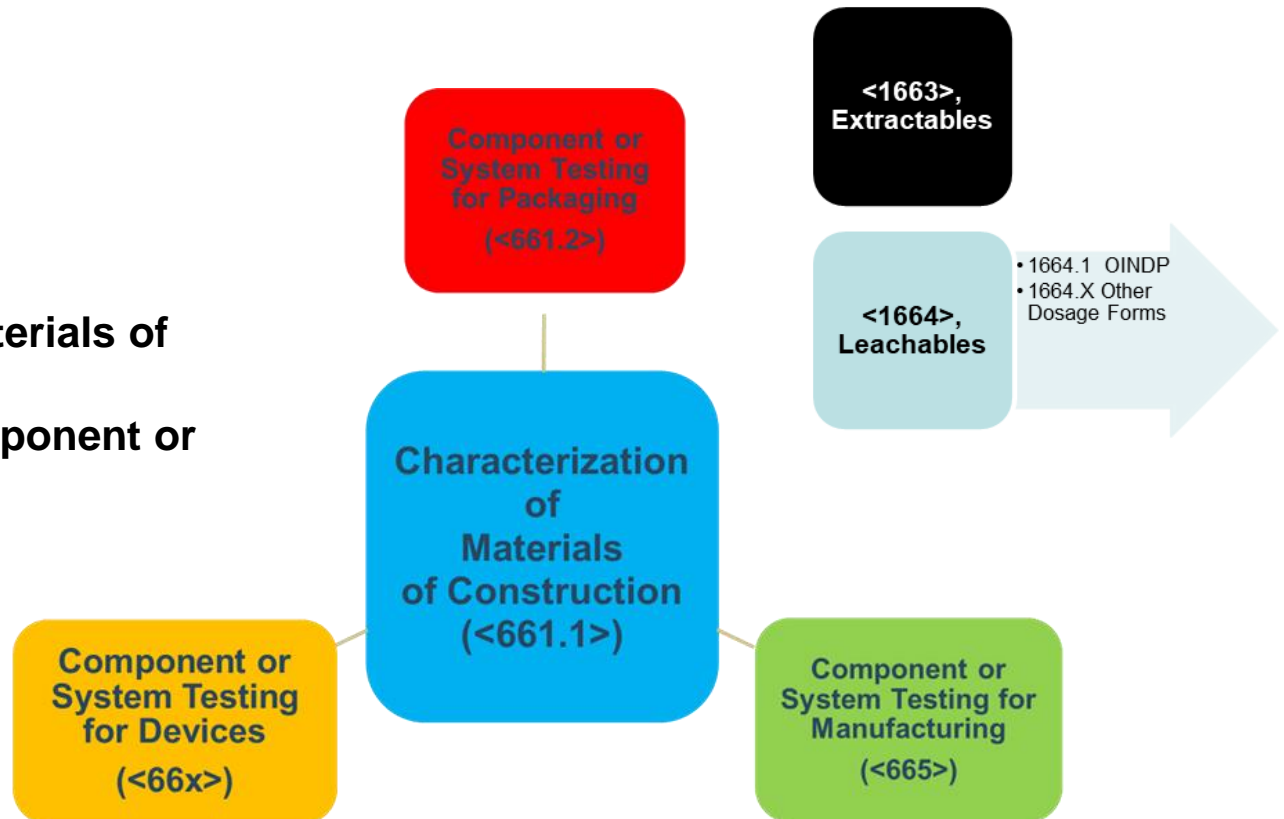 <1663>,
Extractables
Component or
System Testing
for Packaging
(<661.2>)
<1664>,
Leachables
• 1664.1 OINDP
• 1664.X Other
Dosage Forms
terials of
ponent or
Characterization
of
Materials
of Construction
(<661.1>)
Component or
System Testing
for Devices
(<66x>)
Component or
System Testing for
Manufacturing
(<665>)